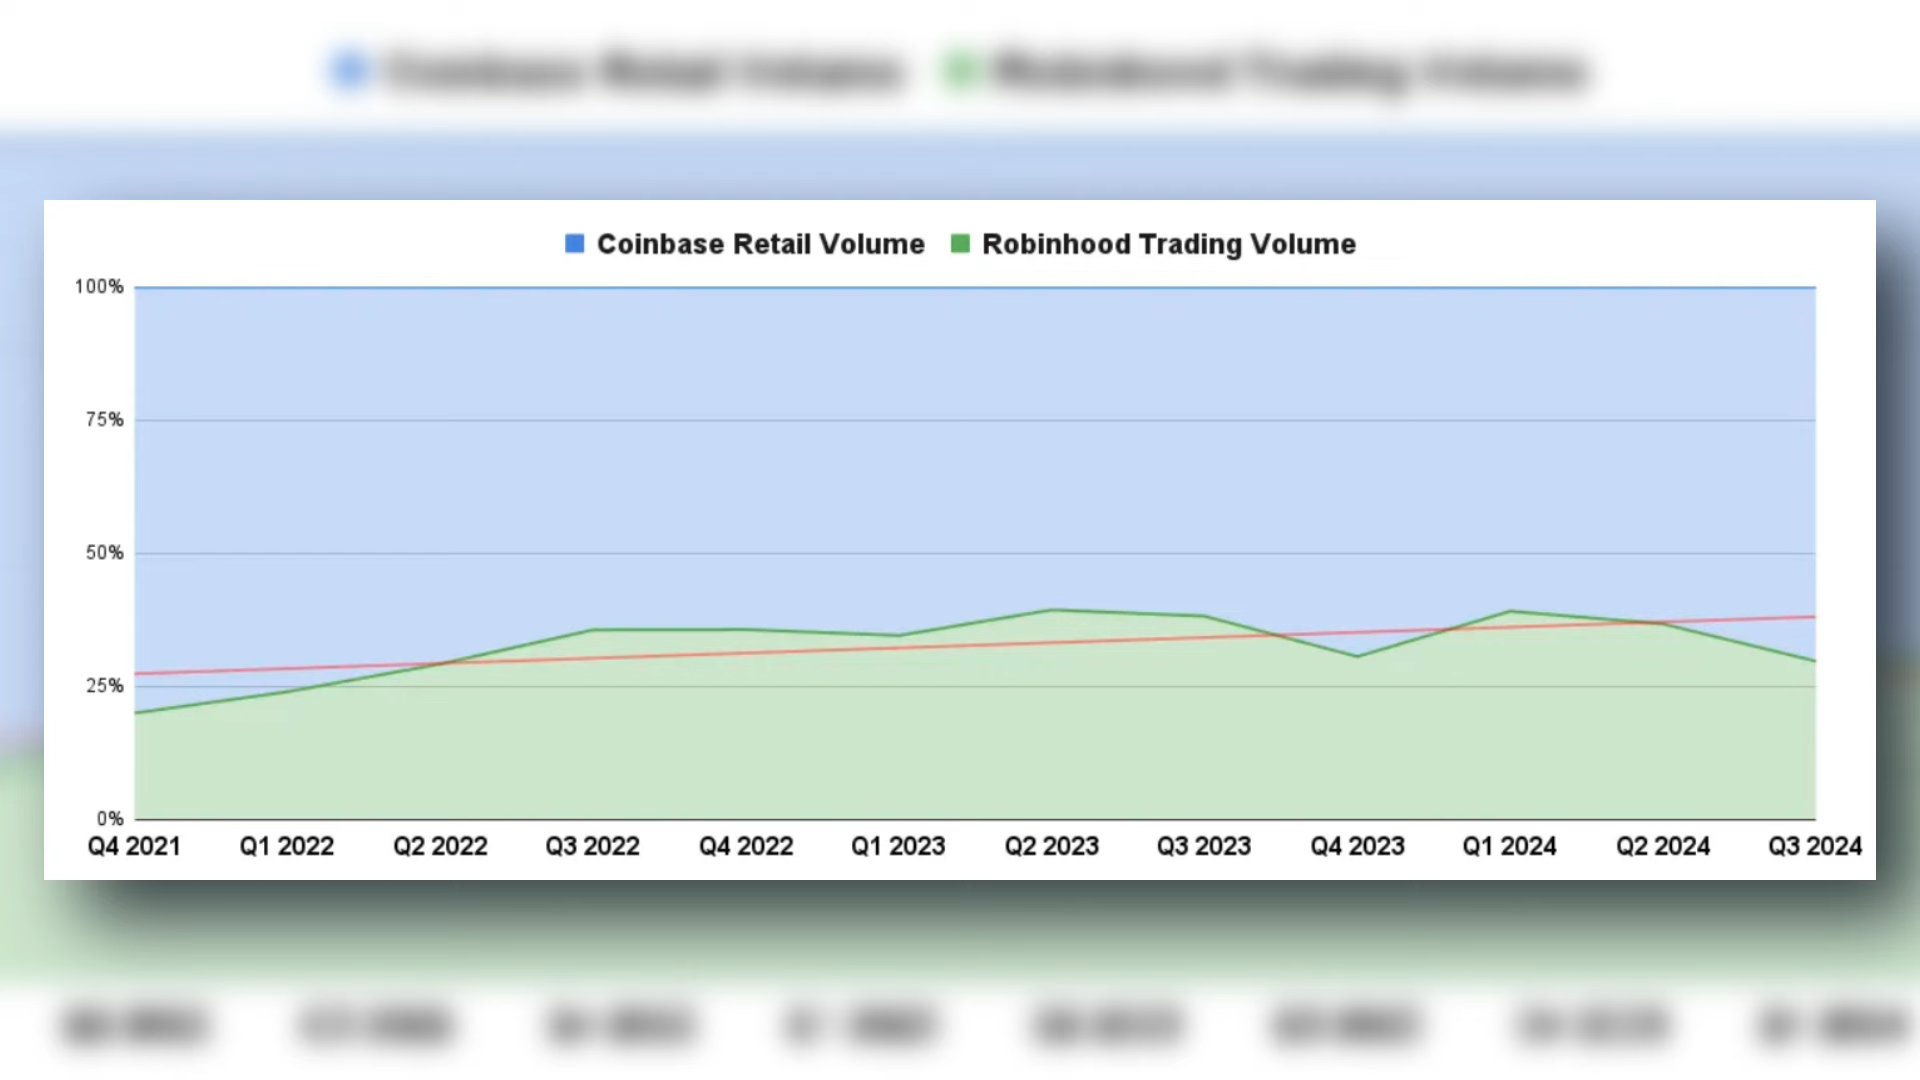 Coinbase Retail Volume Robinhood Trading Volume
100%
75%
50%
25%
0%
Q4 2021 Q1 2022 Q2 2022 Q3 2022 Q4 2022 Q1 2023 Q2 2023 Q3 2023 Q4 2023 Q1 2024 Q2 2024 Q3 2024